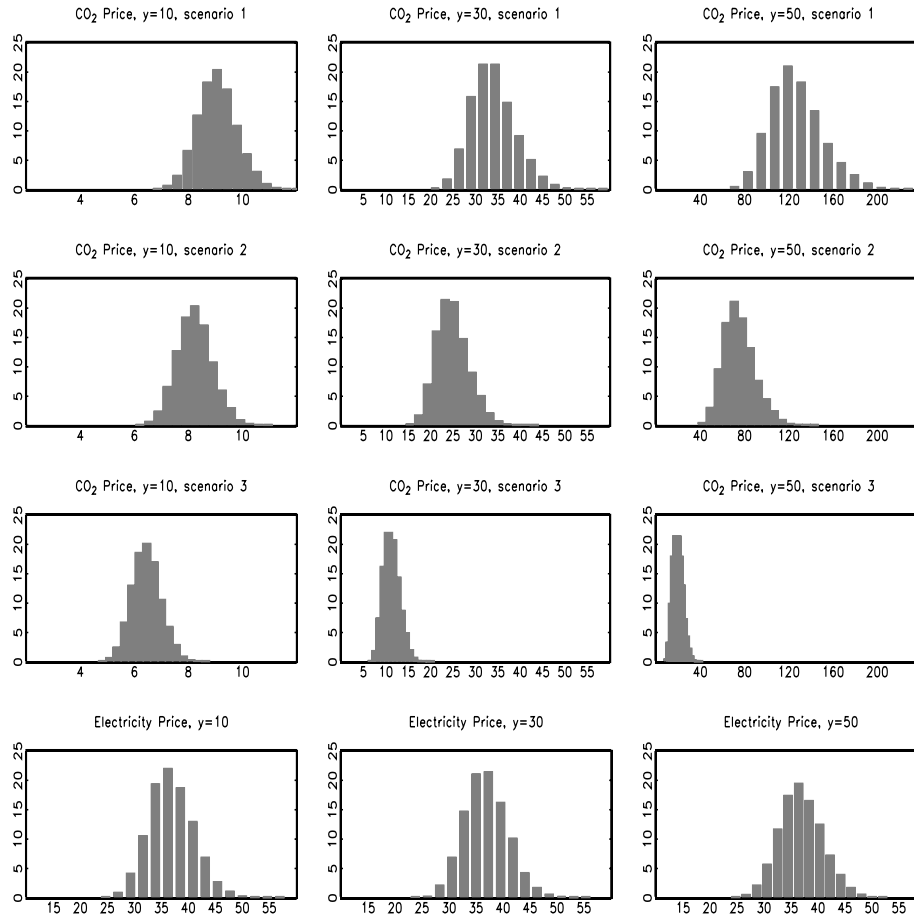 CO2 Price, y=10, scenario 1
CO2 Price, y=30, scenario 1
CO2 Price, y=50, scenario 1
0 5 10 15 20 25
4 6 8 10
0 5 10 15 20 25
5 10 15 20 25 30 35 40 45 50 55
0 5 10 15 20 25
40 80 120 160 200
CO2 Price, y=10, scenario 2
CO2 Price, y=30, scenario 2
CO2 Price, y=50, scenario 2
0 5 10 15 20 25
4 6 8 10
0 5 10 15 20 25
5 10 15 20 25 30 35 40 45 50 55
0 5 10 15 20 25
40 80 120 160 200
CO2 Price, y=10, scenario 3
CO2 Price, y=30, scenario 3
CO2 Price, y=50, scenario 3
0 5 10 15 20 25
4 6 8 10
0 5 10 15 20 25
5 10 15 20 25 30 35 40 45 50 55
0 5 10 15 20 25
40 80 120 160 200
Electricity Price, y=10
Electricity Price, y=30
Electricity Price, y=50
0 5 10 15 20 25
15 20 25 30 35 40 45 50 55
0 5 10 15 20 25
15 20 25 30 35 40 45 50 55
0 5 10 15 20 25
15 20 25 30 35 40 45 50 55